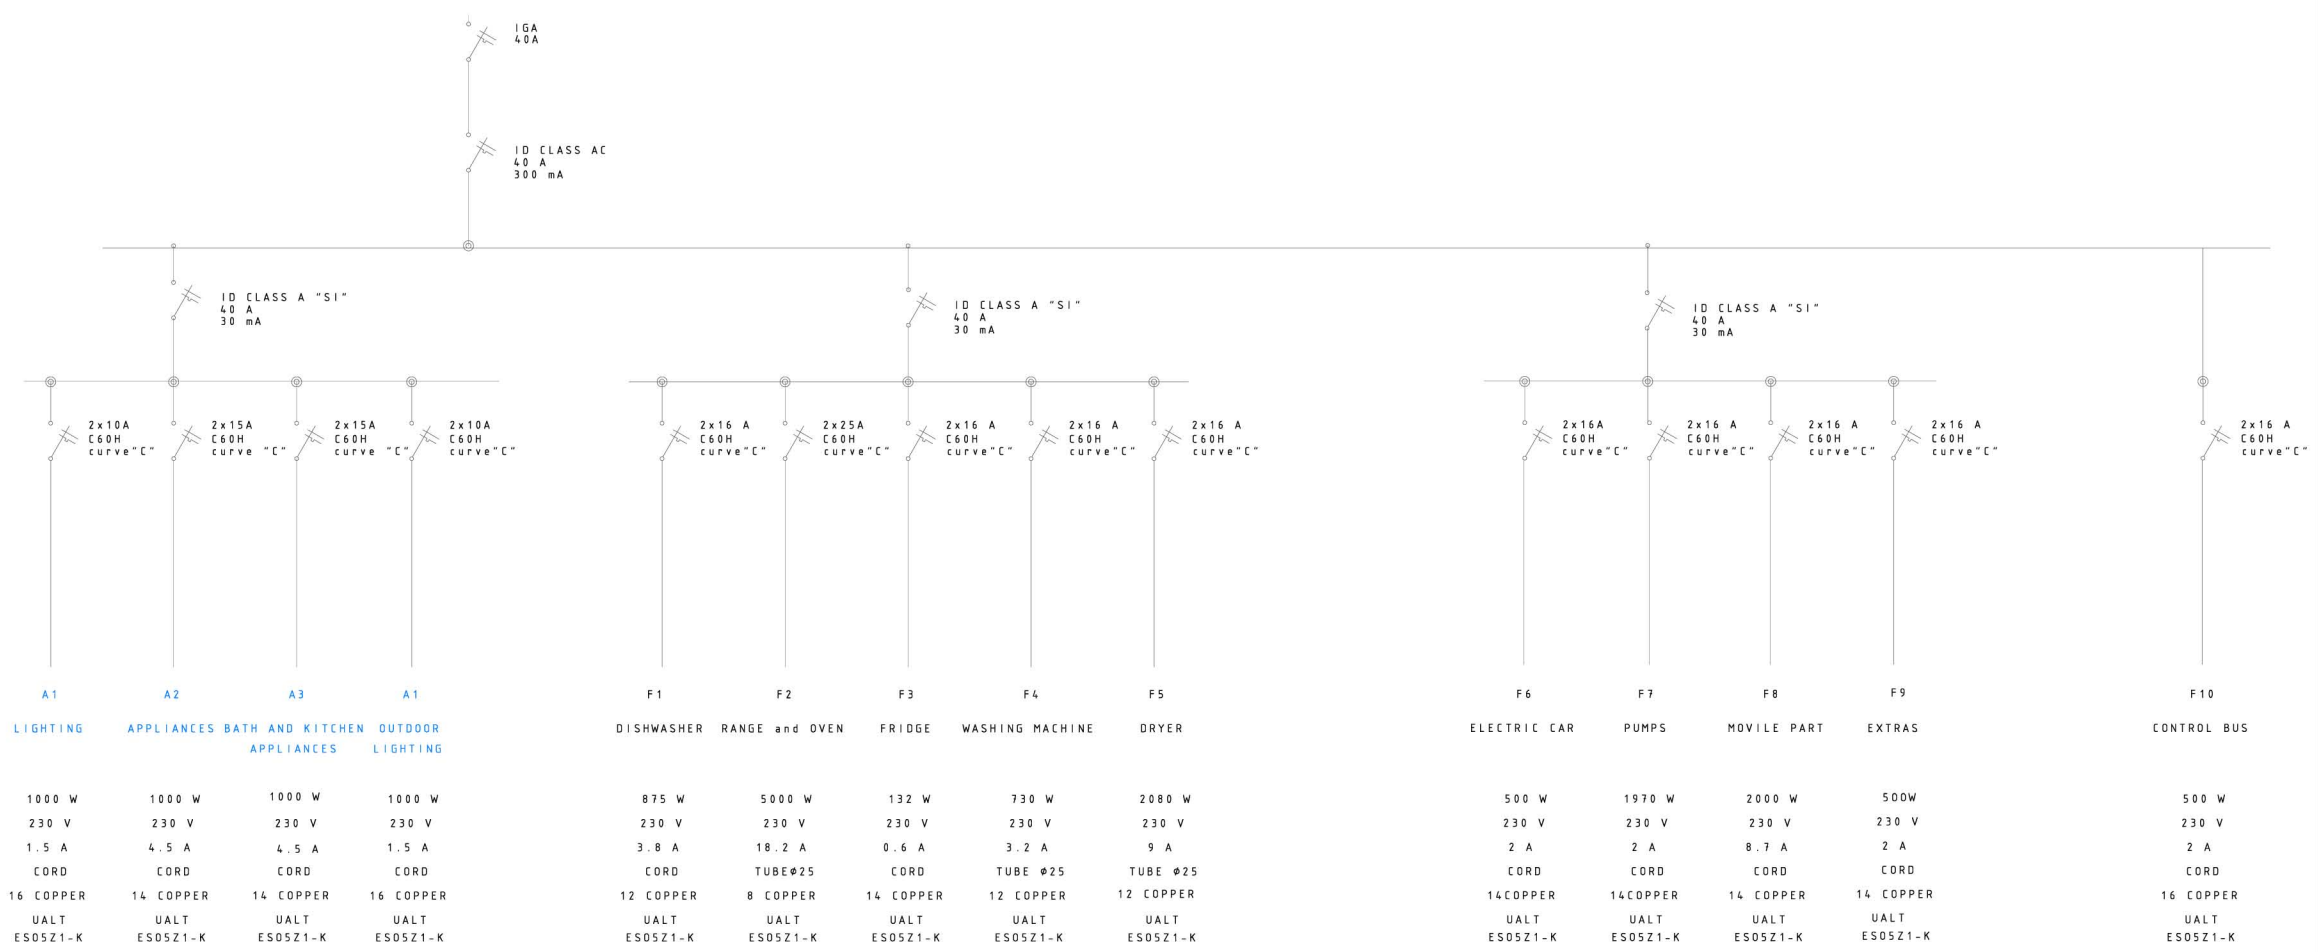 IGA
40A
ID CLASS AC
40 A
300 mA
ID CLASS A "SI"
40 A
30 mA
ID CLASS A "SI"
40 A
30 mA
ID CLASS A "SI"
40 A
30 mA
2x10A
C60H
curve"C"
2x15A
C60H
curve "C"
2x15A
C60H
curve "C"
2x10A
C60H
curve"C"
2x16 A
C60H
curve"C"
2x25A
C60H
curve"C"
2x16 A
C60H
curve"C"
2x16 A
C60H
curve"C"
2x16 A
C60H
curve"C"
2x16A
C60H
curve"C"
2x16 A
C60H
curve"C"
2x16 A
C60H
curve"C"
2x16 A
C60H
curve"C"
2x16 A
C60H
curve"C"
A1
LIGHTING
1000 W
230 V
1.5 A
CORD
16 COPPER
UALT
ES05Z1-K
A2
APPLIANCES
1000 W
230 V
4.5 A
CORD
14 COPPER
UALT
ES05Z1-K
A3
BATH AND KITCHEN
APPLIANCES
1000 W
230 V
4.5 A
CORD
14 COPPER
UALT
ES05Z1-K
A1
OUTDOOR
LIGHTING
1000 W
230 V
1.5 A
CORD
16 COPPER
UALT
ES05Z1-K
F1
DISHWASHER
875 W
230 V
3.8 A
CORD
12 COPPER
UALT
ES05Z1-K
F2
RANGE and OVEN
5000 W
230 V
18.2 A
TUBEø25
8 COPPER
UALT
ES05Z1-K
F3
FRIDGE
132 W
230 V
0.6 A
CORD
14 COPPER
UALT
ES05Z1-K
F4
WASHING MACHINE
730 W
230 V
3.2 A
TUBE ø25
12 COPPER
UALT
ES05Z1-K
F5
DRYER
2080 W
230 V
9 A
TUBE ø25
12 COPPER
UALT
ES05Z1-K
F6
ELECTRIC CAR
500 W
230 V
2 A
CORD
14COPPER
UALT
ES05Z1-K
F7
PUMPS
1970 W
230 V
2 A
CORD
14COPPER
UALT
ES05Z1-K
F8
MOVILE PART
2000 W
230 V
8.7 A
CORD
14 COPPER
UALT
ES05Z1-K
F9
EXTRAS
500W
230 V
2 A
CORD
14 COPPER
UALT
ES05Z1-K
F10
CONTROL BUS
500 W
230 V
2 A
CORD
16 COPPER
UALT
ES05Z1-K